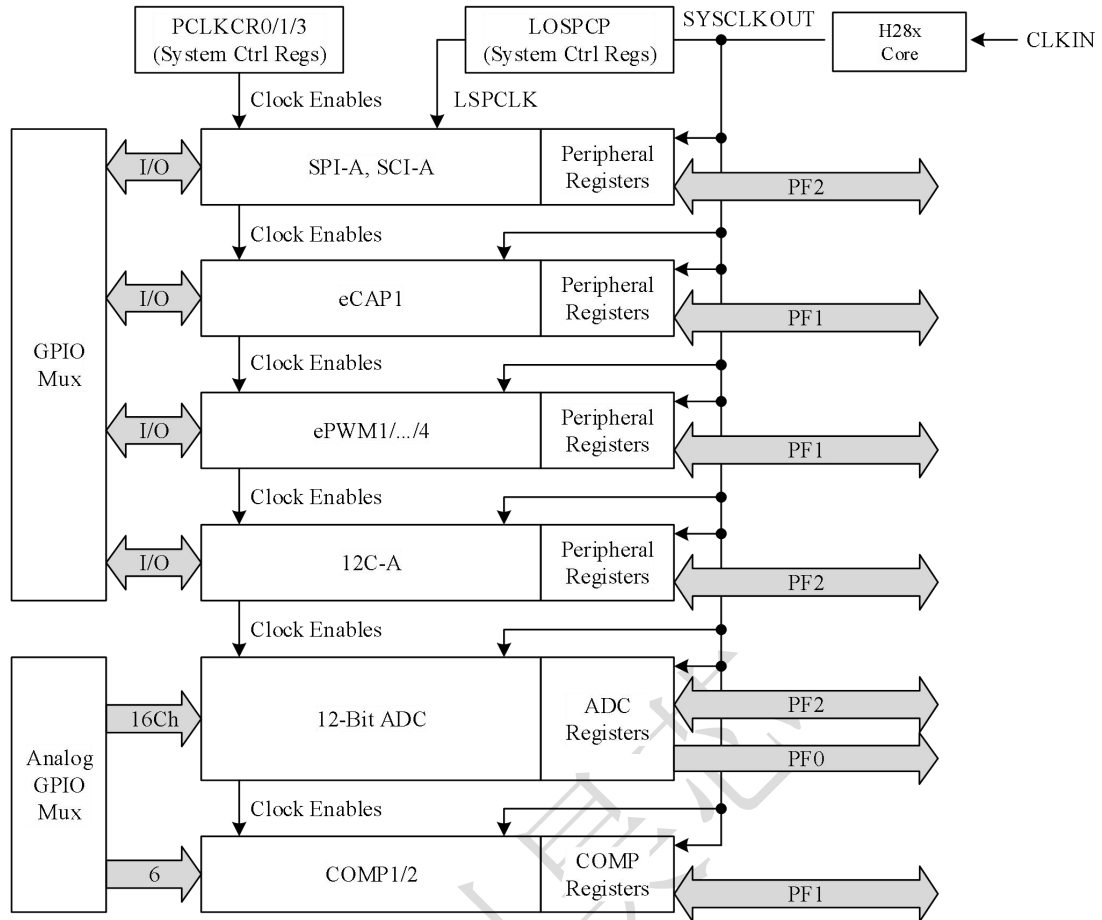 PCLKCR0/1/3
(System Ctrl Regs)
LOSPCP
(System Ctrl Regs)
SYSCLKOUT
H28x
Core
CLKIN
Clock Enables
LSPCLK
I/O
SPI-A, SCI-A
Peripheral
Registers
PF2
Clock Enables
I/O
eCAP1
Peripheral
Registers
PF1
GPIO
Mux
Clock Enables
I/O
ePWM1/.../4
Peripheral
Registers
PF1
Clock Enables
I/O
12C-A
Peripheral
Registers
PF2
Clock Enables
16Ch
12-Bit ADC
ADC
Registers
PF2
PF0
Analog
GPIO
Mux
Clock Enables
6
COMP1/2
COMP
Registers
PF1